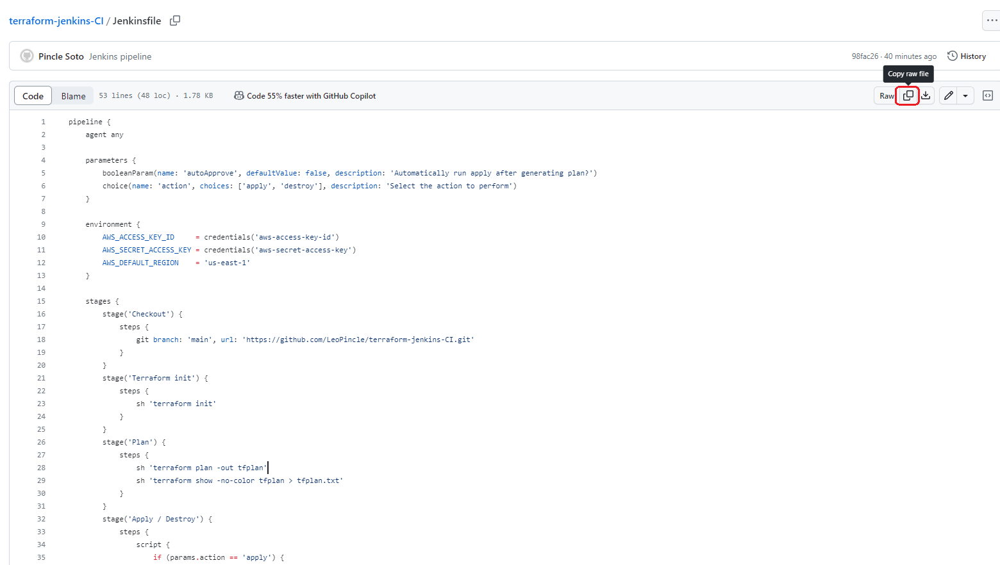 terraform-jenkins-CI / Jenkinsfile
Pincle Soto Jenkins pipeline 98fac26 · 40 minutes ago History
Copy raw file
Code Blame 53 lines (48 loc) · 1.78 KB Code 55% faster with GitHub Copilot Raw
1 pipeline {
2     agent any
3
4     parameters {
5         booleanParam(name: 'autoApprove', defaultValue: false, description: 'Automatically run apply after generating plan?')
6         choice(name: 'action', choices: ['apply', 'destroy'], description: 'Select the action to perform')
7     }
8
9     environment {
10         AWS_ACCESS_KEY_ID     = credentials('aws-access-key-id')
11         AWS_SECRET_ACCESS_KEY = credentials('aws-secret-access-key')
12         AWS_DEFAULT_REGION    = 'us-east-1'
13     }
14
15     stages {
16         stage('Checkout') {
17             steps {
18                 git branch: 'main', url: 'https://github.com/LeoPincle/terraform-jenkins-CI.git'
19             }
20         }
21         stage('Terraform init') {
22             steps {
23                 sh 'terraform init'
24             }
25         }
26         stage('Plan') {
27             steps {
28                 sh 'terraform plan -out tfplan'
29                 sh 'terraform show -no-color tfplan > tfplan.txt'
30             }
31         }
32         stage('Apply / Destroy') {
33             steps {
34                 script {
35                     if (params.action == 'apply') {